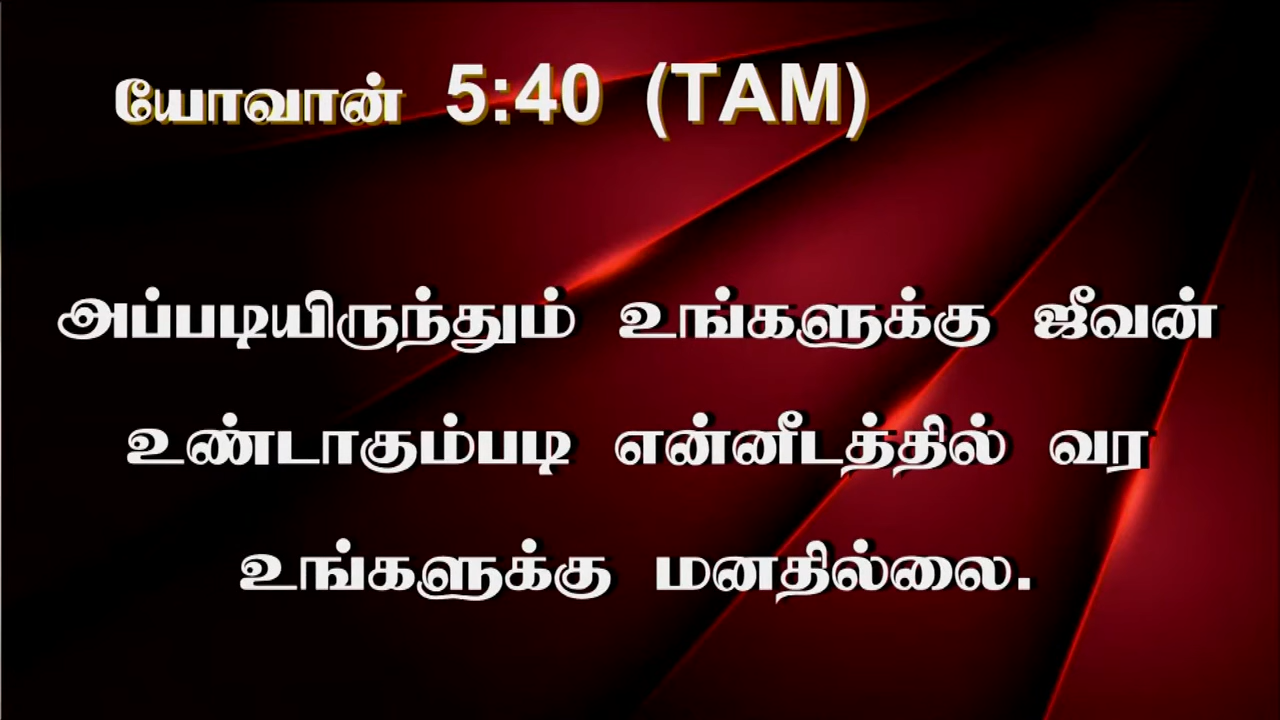 யோவான் 5:40 (TAM)
அப்படியிருந்தும் உங்களுக்கு ஜீவன்
உண்டாகும்படி என்னீடத்தில் வர
உங்களுக்கு மனதில்லை.